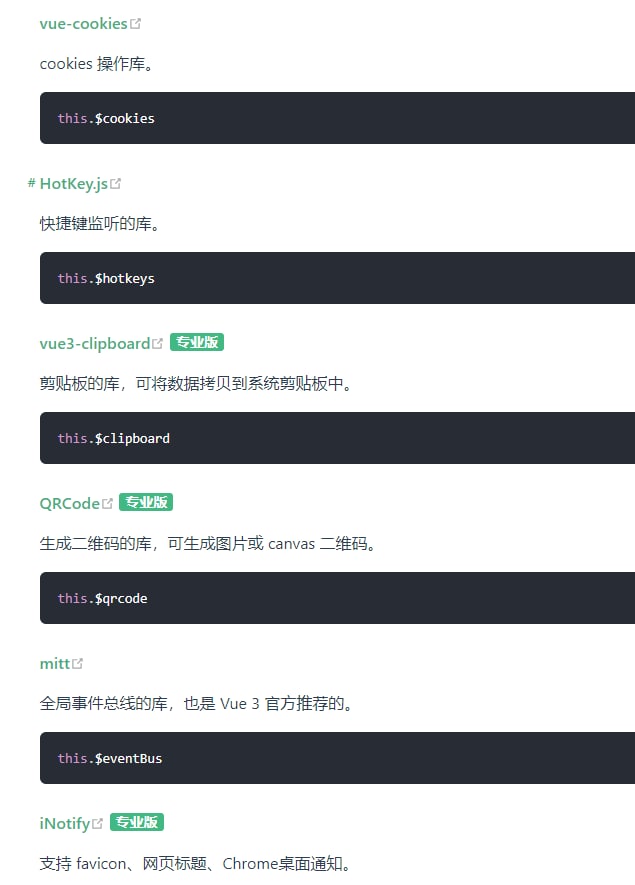 vue-cookies
cookies 操作库。
this.$cookies
# HotKey.js
快捷键监听的库。
this.$hotkeys
vue3-clipboard 专业版
剪贴板的库，可将数据拷贝到系统剪贴板中。
this.$clipboard
QRCode 专业版
生成二维码的库，可生成图片或 canvas 二维码。
this.$qrcode
mitt
全局事件总线的库，也是 Vue 3 官方推荐的。
this.$eventBus
iNotify 专业版
支持 favicon、网页标题、Chrome桌面通知。